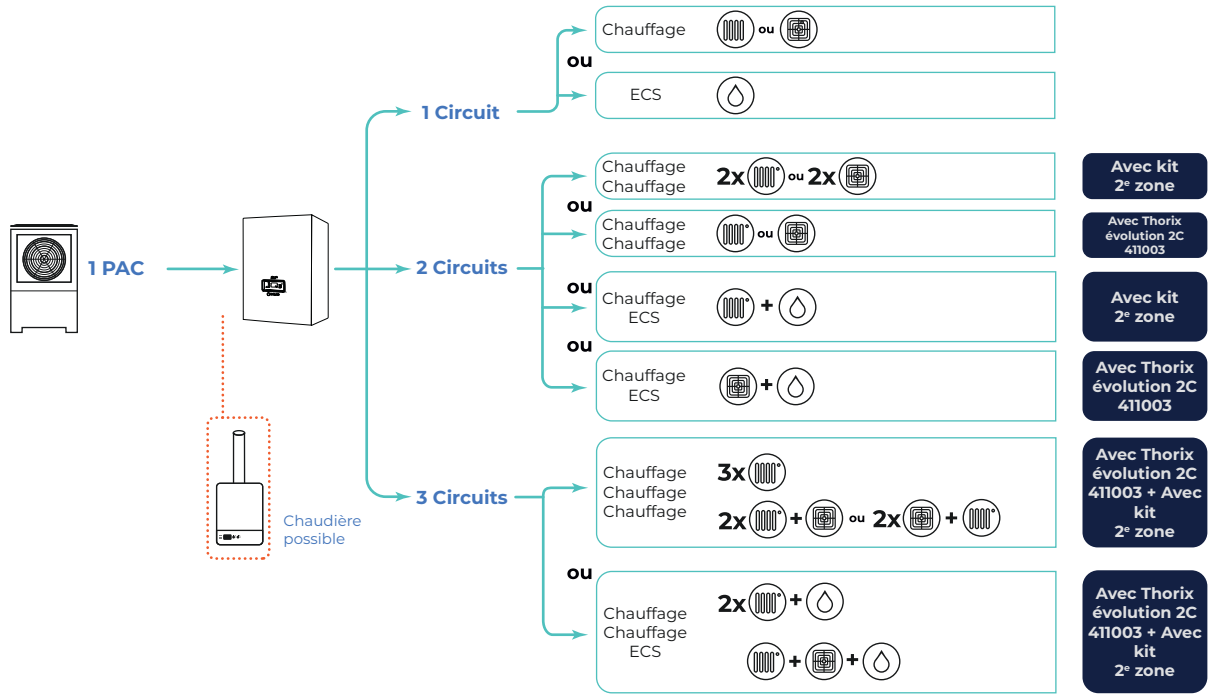 Chauffage
ou
ou
ECS
1 Circuit
Chauffage
Chauffage
2x ou 2x
Avec kit
2e zone
ou
Chauffage
Chauffage
ou
Avec Thorix
évolution 2C
411003
1 PAC
2 Circuits
ou
Chauffage
ECS
+
Avec kit
2e zone
ou
Chauffage
ECS
+
Avec Thorix
évolution 2C
411003
3 Circuits
Chauffage
Chauffage
Chauffage
3x
2x + ou 2x +
Avec Thorix
évolution 2C
411003 + Avec
kit
2e zone
Chaudière
possible
ou
Chauffage
Chauffage
ECS
2x +
+ +
Avec Thorix
évolution 2C
411003 + Avec
kit
2e zone